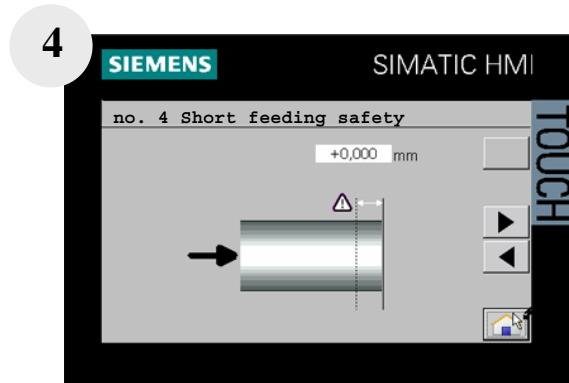 4
SIEMENS
SIMATIC HMI
no. 4 Short feeding safety
+0,000 mm
TOUCH